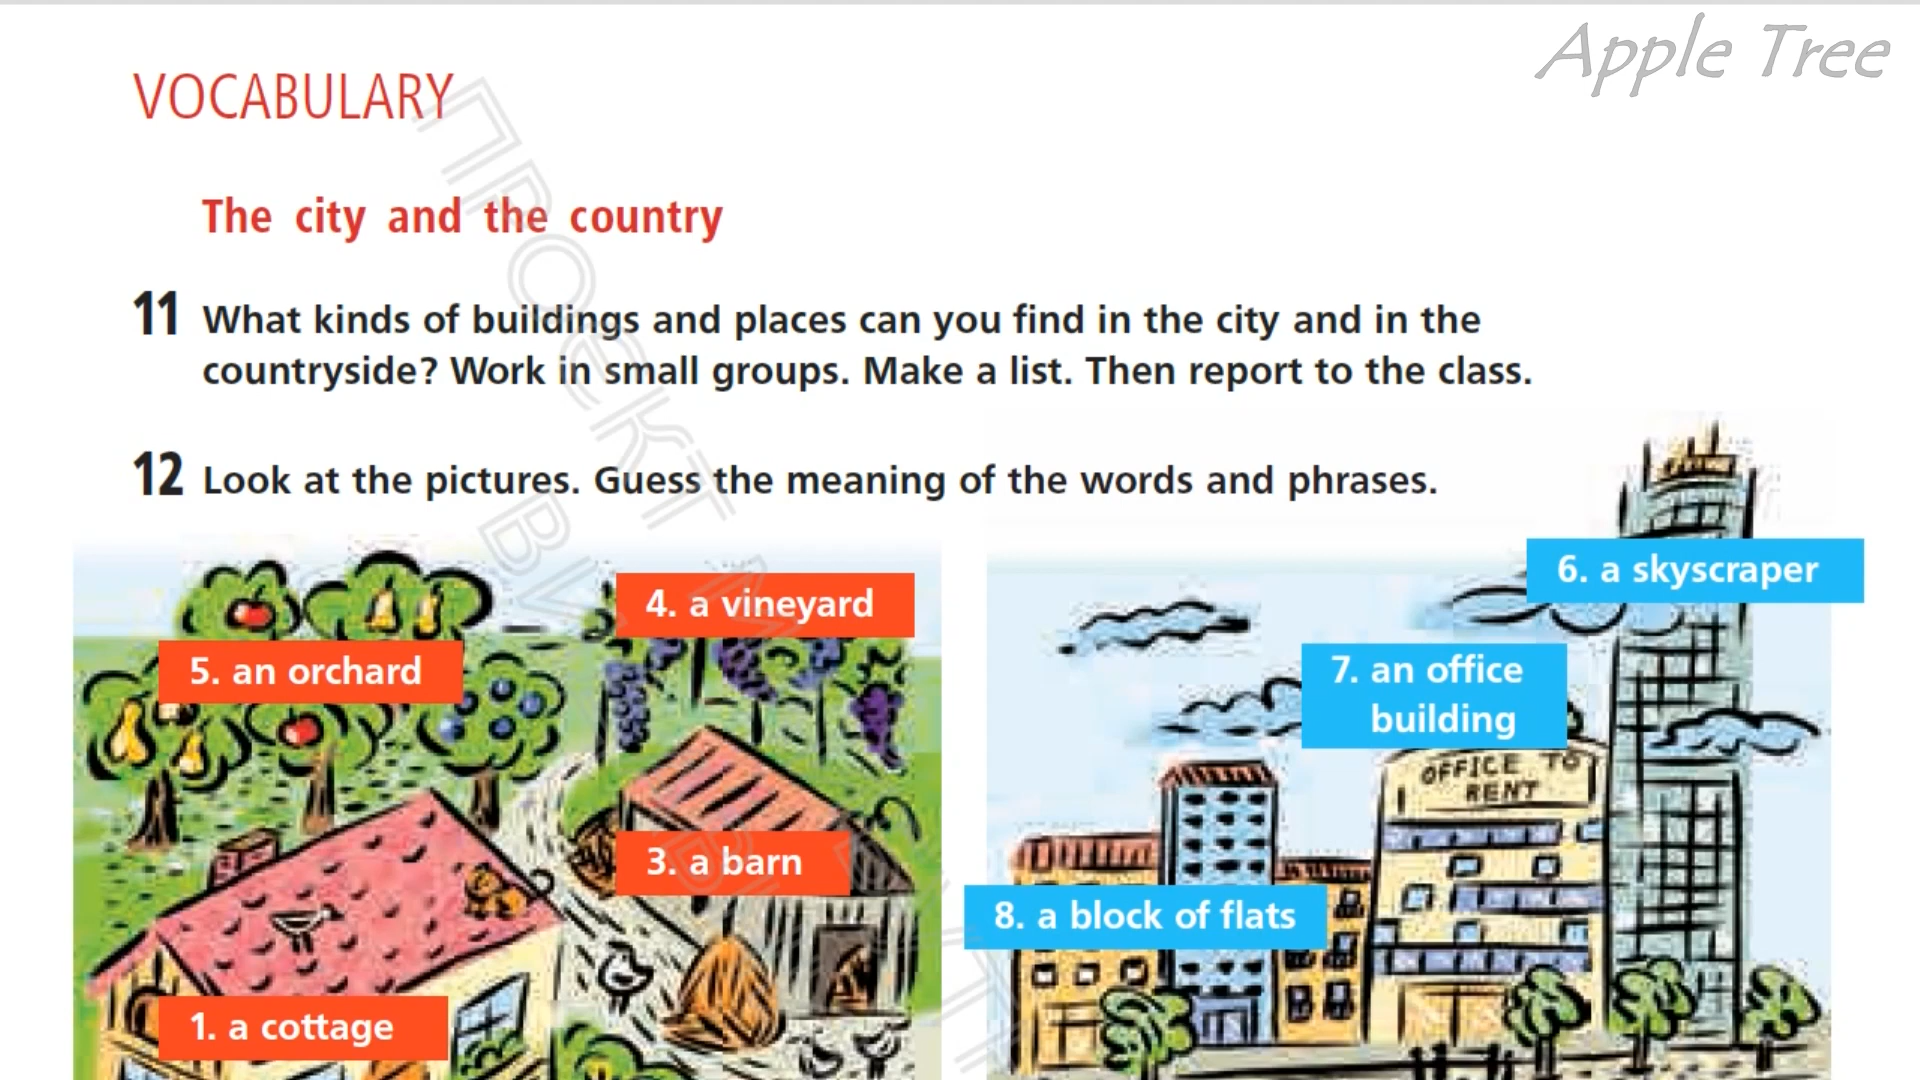 Apple Tree
VOCABULARY
The city and the country
11 What kinds of buildings and places can you find in the city and in the
countryside? Work in small groups. Make a list. Then report to the class.
12 Look at the pictures. Guess the meaning of the words and phrases.
4. a vineyard
5. an orchard
3. a barn
1. a cottage
6. a skyscraper
7. an office
building
OFFICE TO
RENT
8. a block of flats
ПРОЕКТ